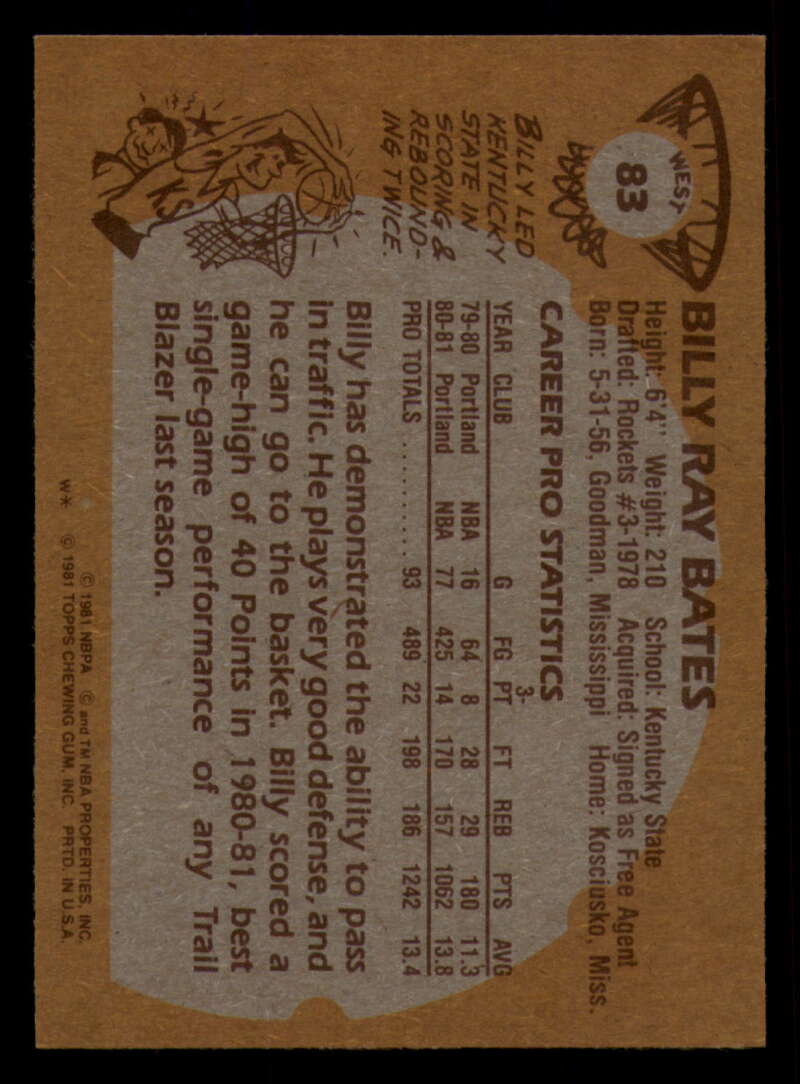 WEST
83
BILLY RAY BATES
Height: 6'4" Weight: 210 School: Kentucky State
Drafted: Rockets #3-1978 Acquired: Signed as Free Agent
Born: 5-31-56, Goodman, Mississippi Home: Kosciusko, Miss.
BILLY LED
KENTUCKY
STATE IN
SCORING &
REBOUND-
ING TWICE.
KS
CAREER PRO STATISTICS
3-
YEAR CLUB G FG PT FT REB PTS AVG
79-80 Portland NBA 16 64 8 28 29 180 11.3
80-81 Portland NBA 77 425 14 170 157 1062 13.8
PRO TOTALS .......... 93 489 22 198 186 1242 13.4
Billy has demonstrated the ability to pass
in traffic. He plays very good defense, and
he can go to the basket. Billy scored a
game-high of 40 Points in 1980-81, best
single-game performance of any Trail
Blazer last season.
© 1981 NBPA © and TM NBA PROPERTIES, INC.
W* © 1981 TOPPS CHEWING GUM, INC. PRTD. IN U.S.A.